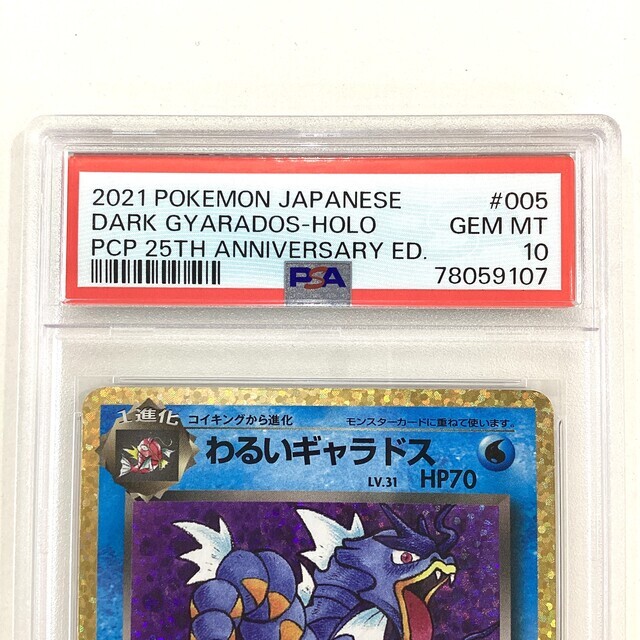 2021 POKEMON JAPANESE #005
DARK GYARADOS-HOLO GEM MT
PCP 25TH ANNIVERSARY ED. 10
PSA 78059107
1進化 コイキングから進化 モンスターカードに重ねて使います。
わるいギャラドス
LV.31 HP70